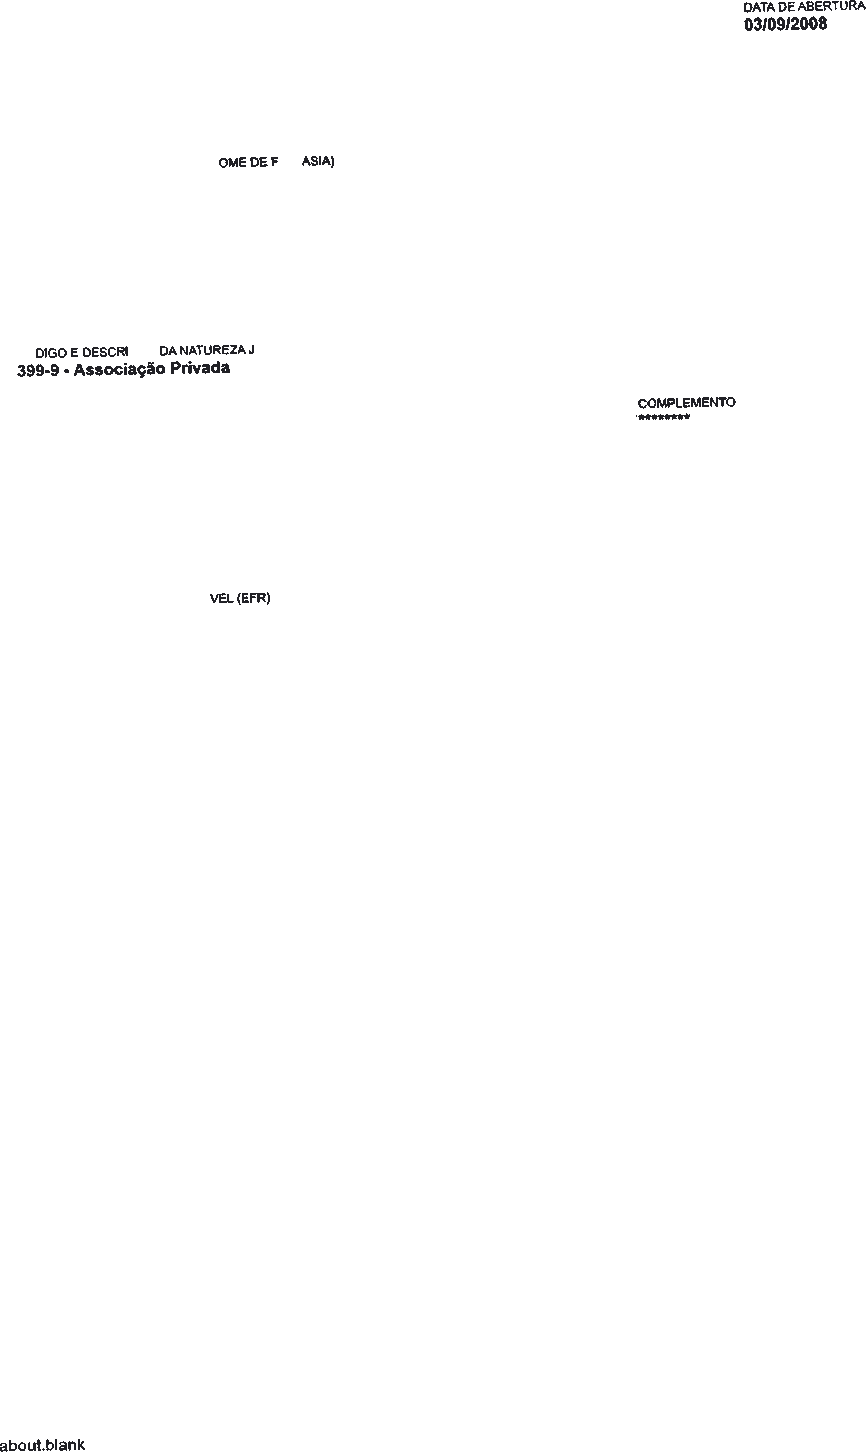 DATA DE ABERTURA
03/09/2008
OME DE F ASIA)
DIGO E DESCRI DA NATUREZA J
399-9 - Associação Privada
COMPLEMENTO
********
VEL (EFR)
about.blank